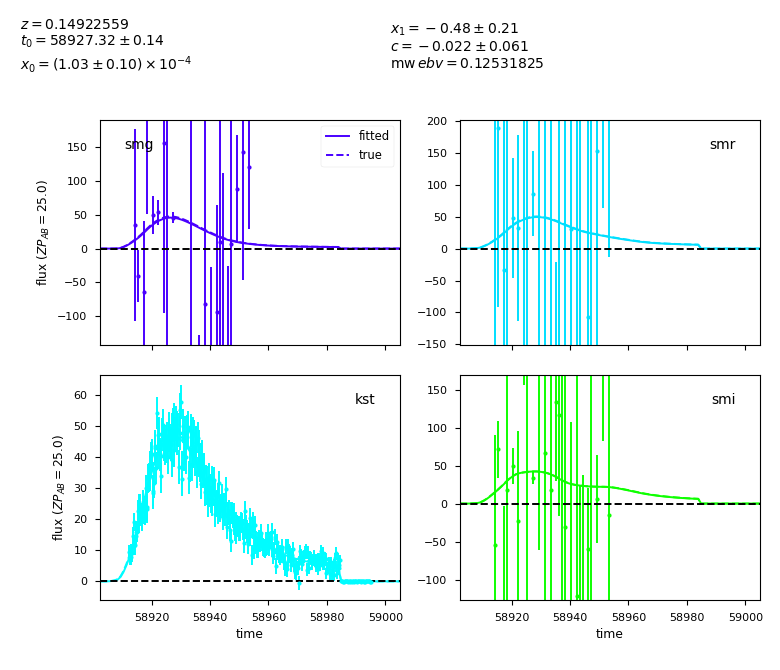 z = 0.14922559
t₀ = 58927.32 ± 0.14
x₀ = (1.03 ± 0.10) × 10⁻⁴
x₁ = −0.48 ± 0.21
c = −0.022 ± 0.061
mw ebv = 0.12531825
smg
fitted
true
150
100
50
0
−50
−100
flux (ZP_AB = 25.0)
smr
200
150
100
50
0
−50
−100
−150
kst
60
50
40
30
20
10
0
flux (ZP_AB = 25.0)
58920 58940 58960 58980 59000
time
smi
150
100
50
0
−50
−100
58920 58940 58960 58980 59000
time